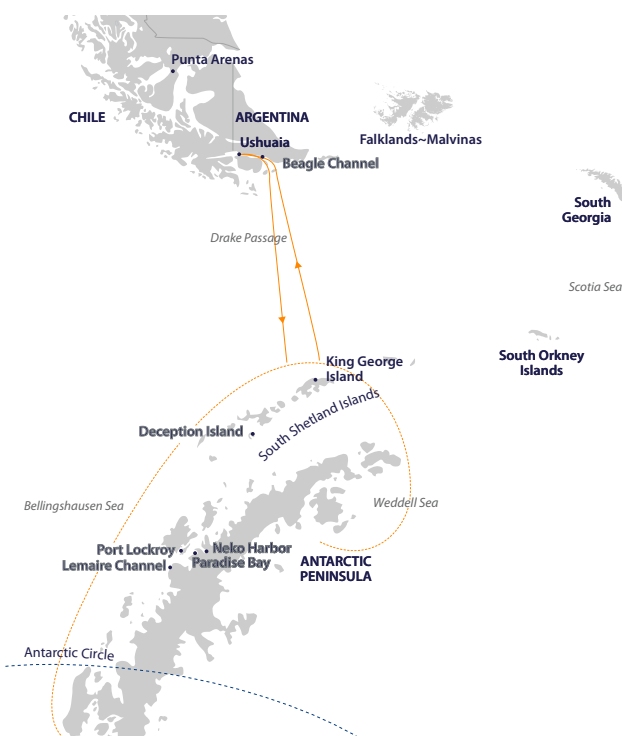 Punta Arenas
CHILE
ARGENTINA
Falklands~Malvinas
Ushuaia
Beagle Channel
South
Georgia
Drake Passage
Scotia Sea
King George
Island
South Orkney
Islands
South Shetland Islands
Deception Island
Bellingshausen Sea
Weddell Sea
Port Lockroy
Neko Harbor
Lemaire Channel
Paradise Bay
ANTARCTIC
PENINSULA
Antarctic Circle